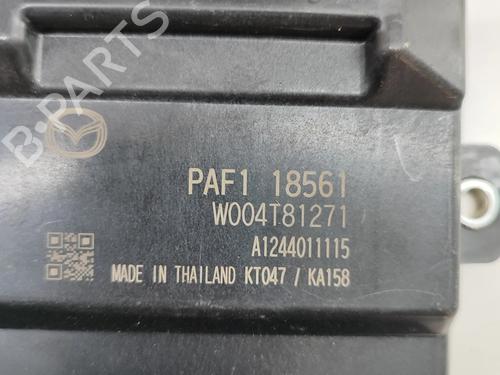 B-PARTS
PAF1 18561
W004T81271
A1244011115
MADE IN THAILAND KT047 / KA158